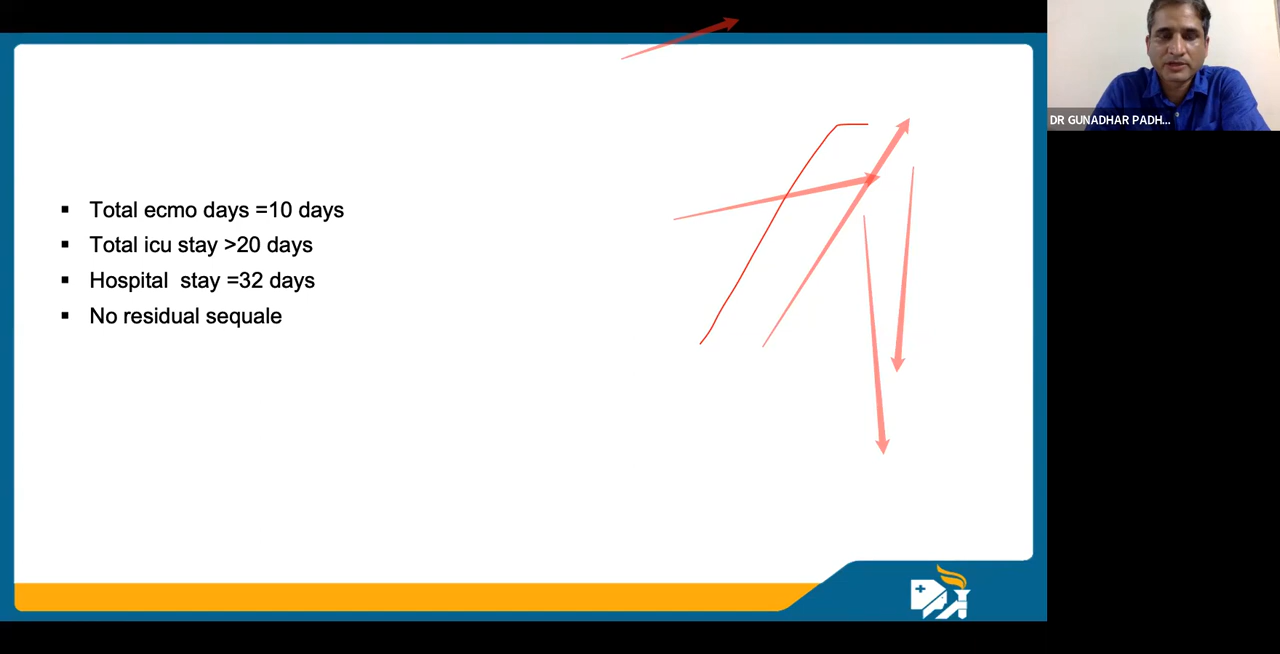 DR GUNADHAR PADH...
▪ Total ecmo days =10 days
▪ Total icu stay >20 days
▪ Hospital stay =32 days
▪ No residual sequale